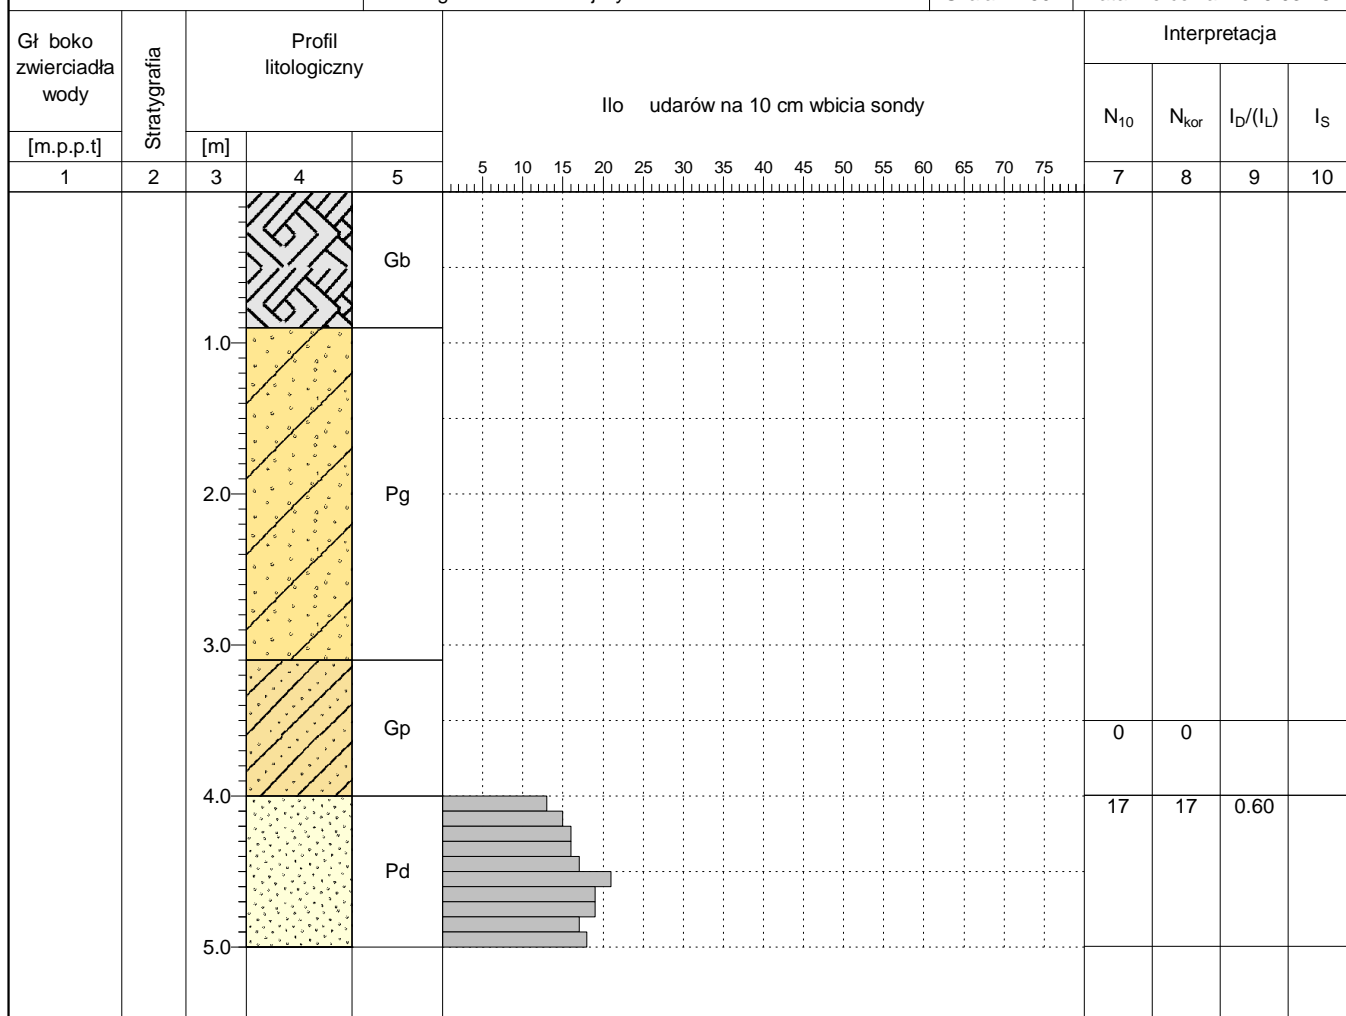 Gł boko
zwierciadła
wody
[m.p.p.t]
Stratygrafia
Profil
litologiczny
[m]
Ilo udarów na 10 cm wbicia sondy
Interpretacja
N10 Nkor ID/(IL) IS
5 10 15 20 25 30 35 40 45 50 55 60 65 70 75
1 2 3 4 5 7 8 9 10
Gb
1.0
Pg
2.0
3.0
Gp
0 0
4.0
17 17 0.60
Pd
5.0